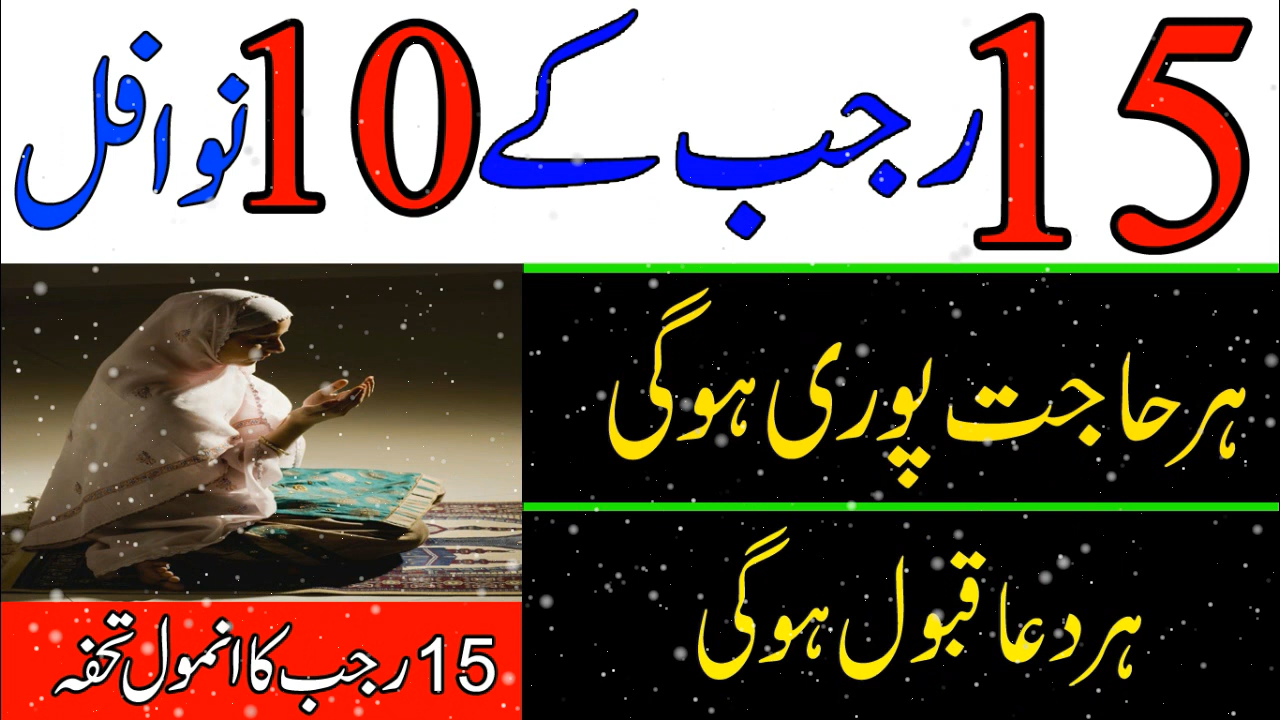 15 رجب کے 10 نوافل
ہر حاجت پوری ہوگی
ہر دعا قبول ہوگی
15 رجب کا انمول تحفہ